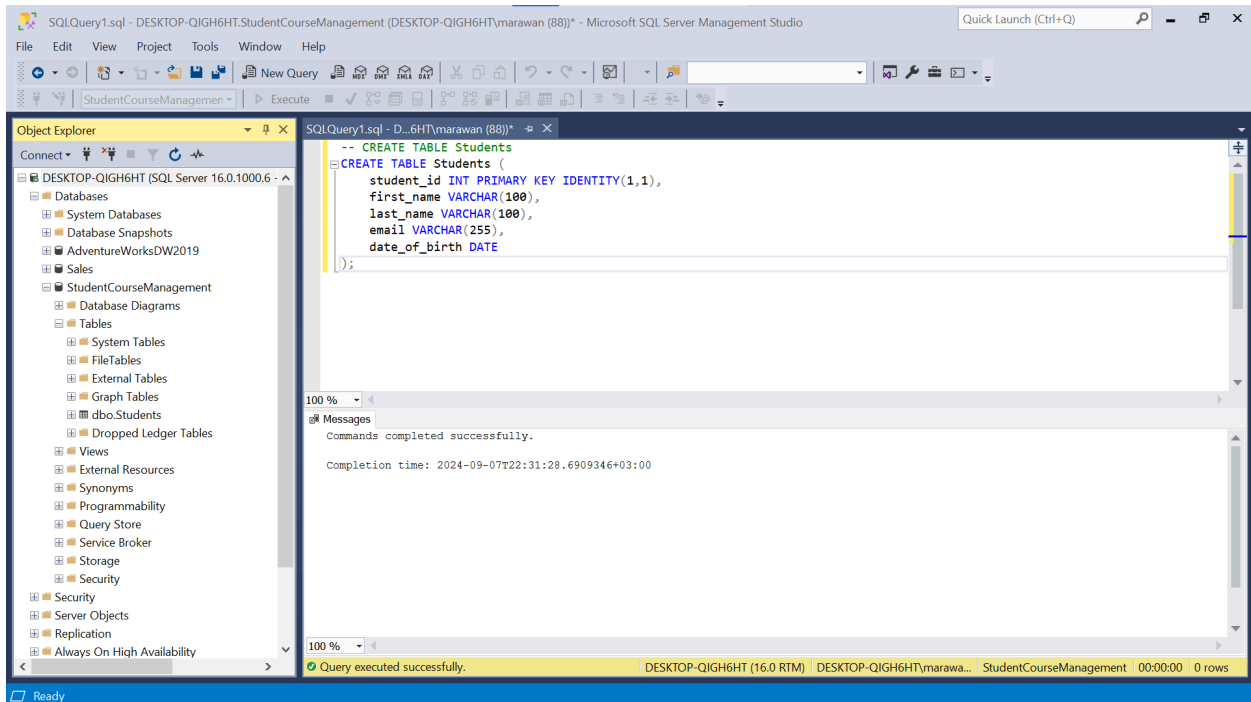 SQLQuery1.sql - DESKTOP-QIGH6HT.StudentCourseManagement (DESKTOP-QIGH6HT\marawan (88))* - Microsoft SQL Server Management Studio
Quick Launch (Ctrl+Q)
File Edit View Project Tools Window Help
New Query MDX DMX XMLA DAX
StudentCourseManagemen Execute
Object Explorer
Connect
DESKTOP-QIGH6HT (SQL Server 16.0.1000.6 -
Databases
System Databases
Database Snapshots
AdventureWorksDW2019
Sales
StudentCourseManagement
Database Diagrams
Tables
System Tables
FileTables
External Tables
Graph Tables
dbo.Students
Dropped Ledger Tables
Views
External Resources
Synonyms
Programmability
Query Store
Service Broker
Storage
Security
Security
Server Objects
Replication
Always On High Availability
SQLQuery1.sql - D...6HT\marawan (88))*
-- CREATE TABLE Students
CREATE TABLE Students (
student_id INT PRIMARY KEY IDENTITY(1,1),
first_name VARCHAR(100),
last_name VARCHAR(100),
email VARCHAR(255),
date_of_birth DATE
);
100 %
Messages
Commands completed successfully.
Completion time: 2024-09-07T22:31:28.6909346+03:00
100 %
Query executed successfully. DESKTOP-QIGH6HT (16.0 RTM) DESKTOP-QIGH6HT\marawa... StudentCourseManagement 00:00:00 0 rows
Ready